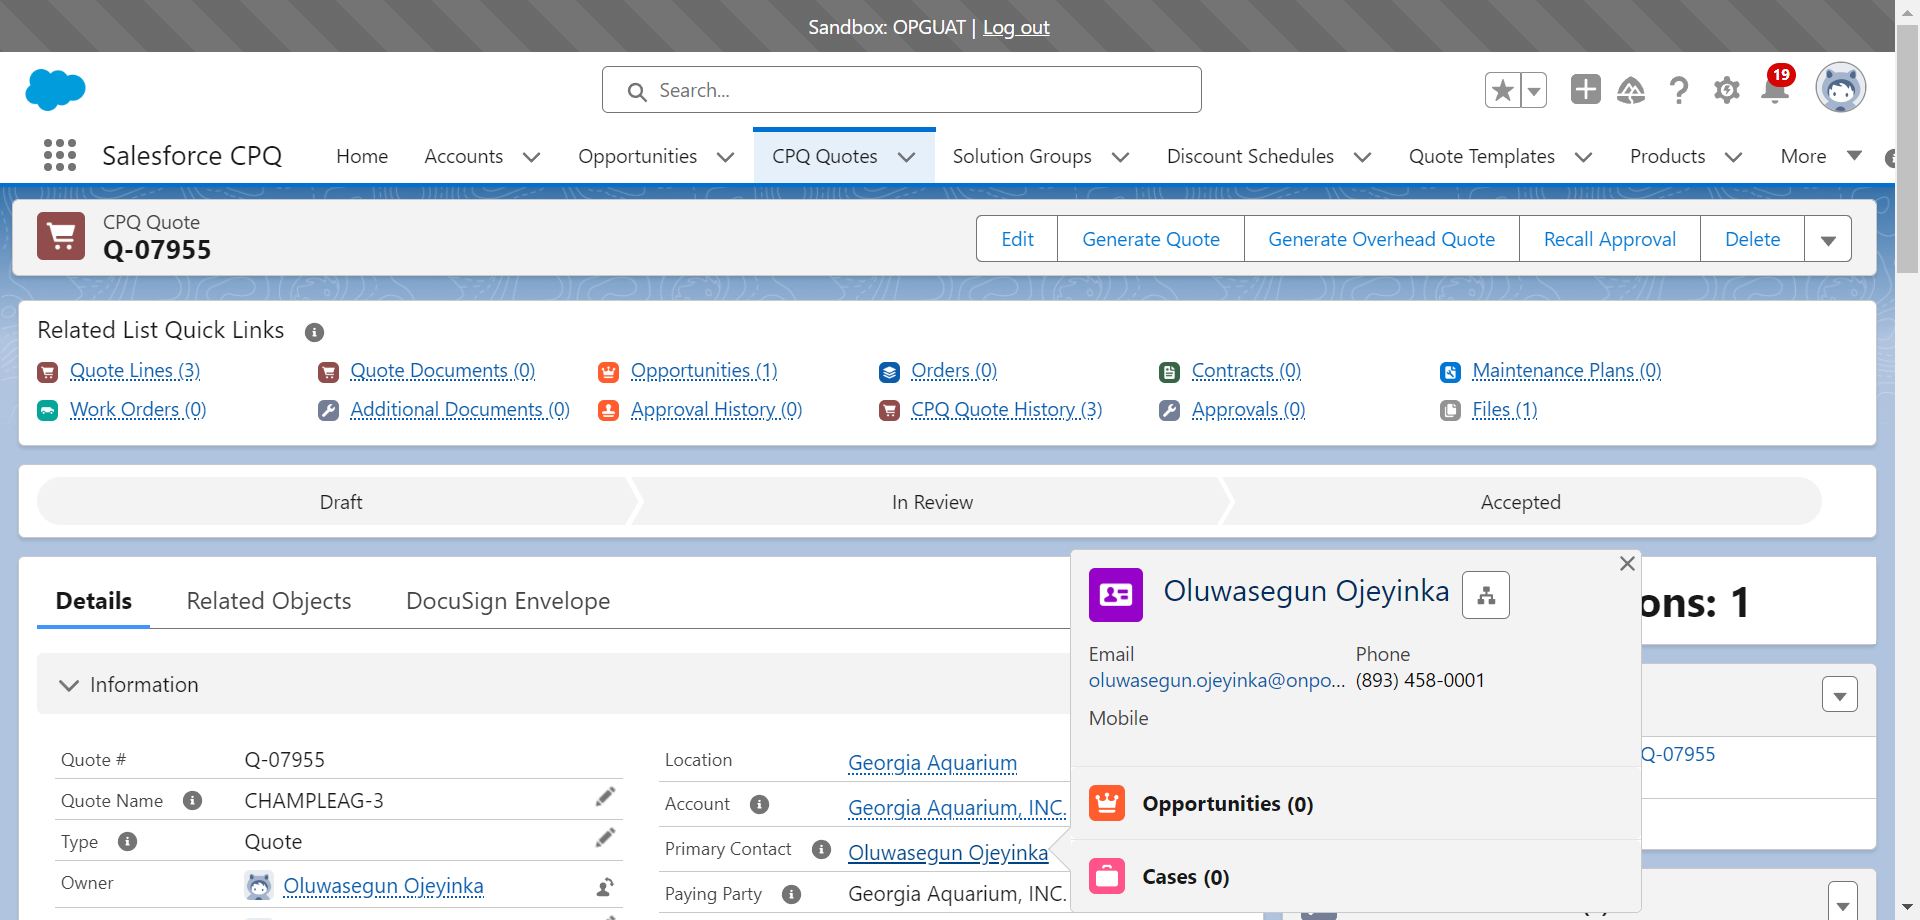 Sandbox: OPGUAT | Log out
Search...
19
Salesforce CPQ
Home
Accounts
Opportunities
CPQ Quotes
Solution Groups
Discount Schedules
Quote Templates
Products
More
CPQ Quote
Q-07955
Edit
Generate Quote
Generate Overhead Quote
Recall Approval
Delete
Related List Quick Links
Quote Lines (3)
Quote Documents (0)
Opportunities (1)
Orders (0)
Contracts (0)
Maintenance Plans (0)
Work Orders (0)
Additional Documents (0)
Approval History (0)
CPQ Quote History (3)
Approvals (0)
Files (1)
Draft
In Review
Accepted
Details
Related Objects
DocuSign Envelope
Information
Quote #
Q-07955
Quote Name
CHAMPLEAG-3
Type
Quote
Owner
Oluwasegun Ojeyinka
Location
Georgia Aquarium
Account
Georgia Aquarium, INC.
Primary Contact
Oluwasegun Ojeyinka
Paying Party
Georgia Aquarium, INC.
Oluwasegun Ojeyinka
Email
oluwasegun.ojeyinka@onpo...
Phone
(893) 458-0001
Mobile
Opportunities (0)
Cases (0)
ons: 1
Q-07955